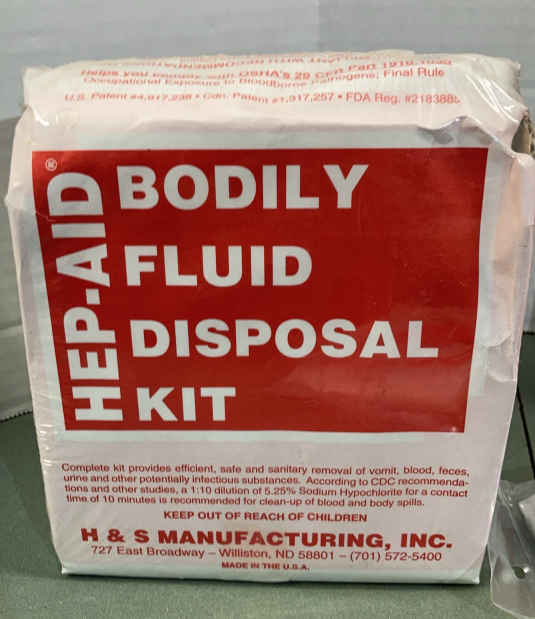 Helps you comply with OSHA'S 29 CFR Part 1910.1030
Occupational Exposure to Bloodborne Pathogens; Final Rule
U.S. Patent #4,917,238 • Cdn. Patent #1,917,257 • FDA Reg. #218388
HEP-AID®
BODILY
FLUID
DISPOSAL
KIT
Complete kit provides efficient, safe and sanitary removal of vomit, blood, feces,
urine and other potentially infectious substances. According to CDC recommenda-
tions and other studies, a 1:10 dilution of 5.25% Sodium Hypochlorite for a contact
time of 10 minutes is recommended for clean-up of blood and body spills.
KEEP OUT OF REACH OF CHILDREN
H & S MANUFACTURING, INC.
727 East Broadway – Williston, ND 58801 – (701) 572-5400
MADE IN THE U.S.A.